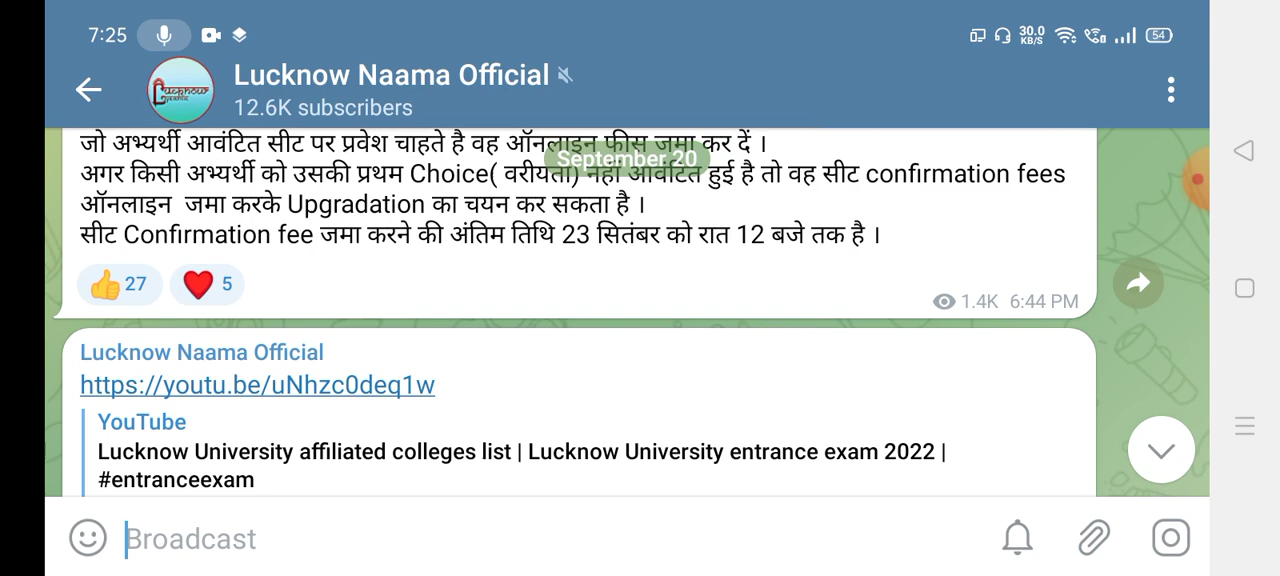 7:25
30.0
KB/S
54
Lucknow Naama Official
12.6K subscribers
जो अभ्यर्थी आवंटित सीट पर प्रवेश चाहते है वह ऑनलाइन फीस जमा कर दें ।
September 20
अगर किसी अभ्यर्थी को उसकी प्रथम Choice( वरीयता) नहीं आवंटित हुई है तो वह सीट confirmation fees
ऑनलाइन जमा करके Upgradation का चयन कर सकता है ।
सीट Confirmation fee जमा करने की अंतिम तिथि 23 सितंबर को रात 12 बजे तक है ।
27 5
1.4K 6:44 PM
Lucknow Naama Official
https://youtu.be/uNhzc0deq1w
YouTube
Lucknow University affiliated colleges list | Lucknow University entrance exam 2022 |
#entranceexam
Broadcast